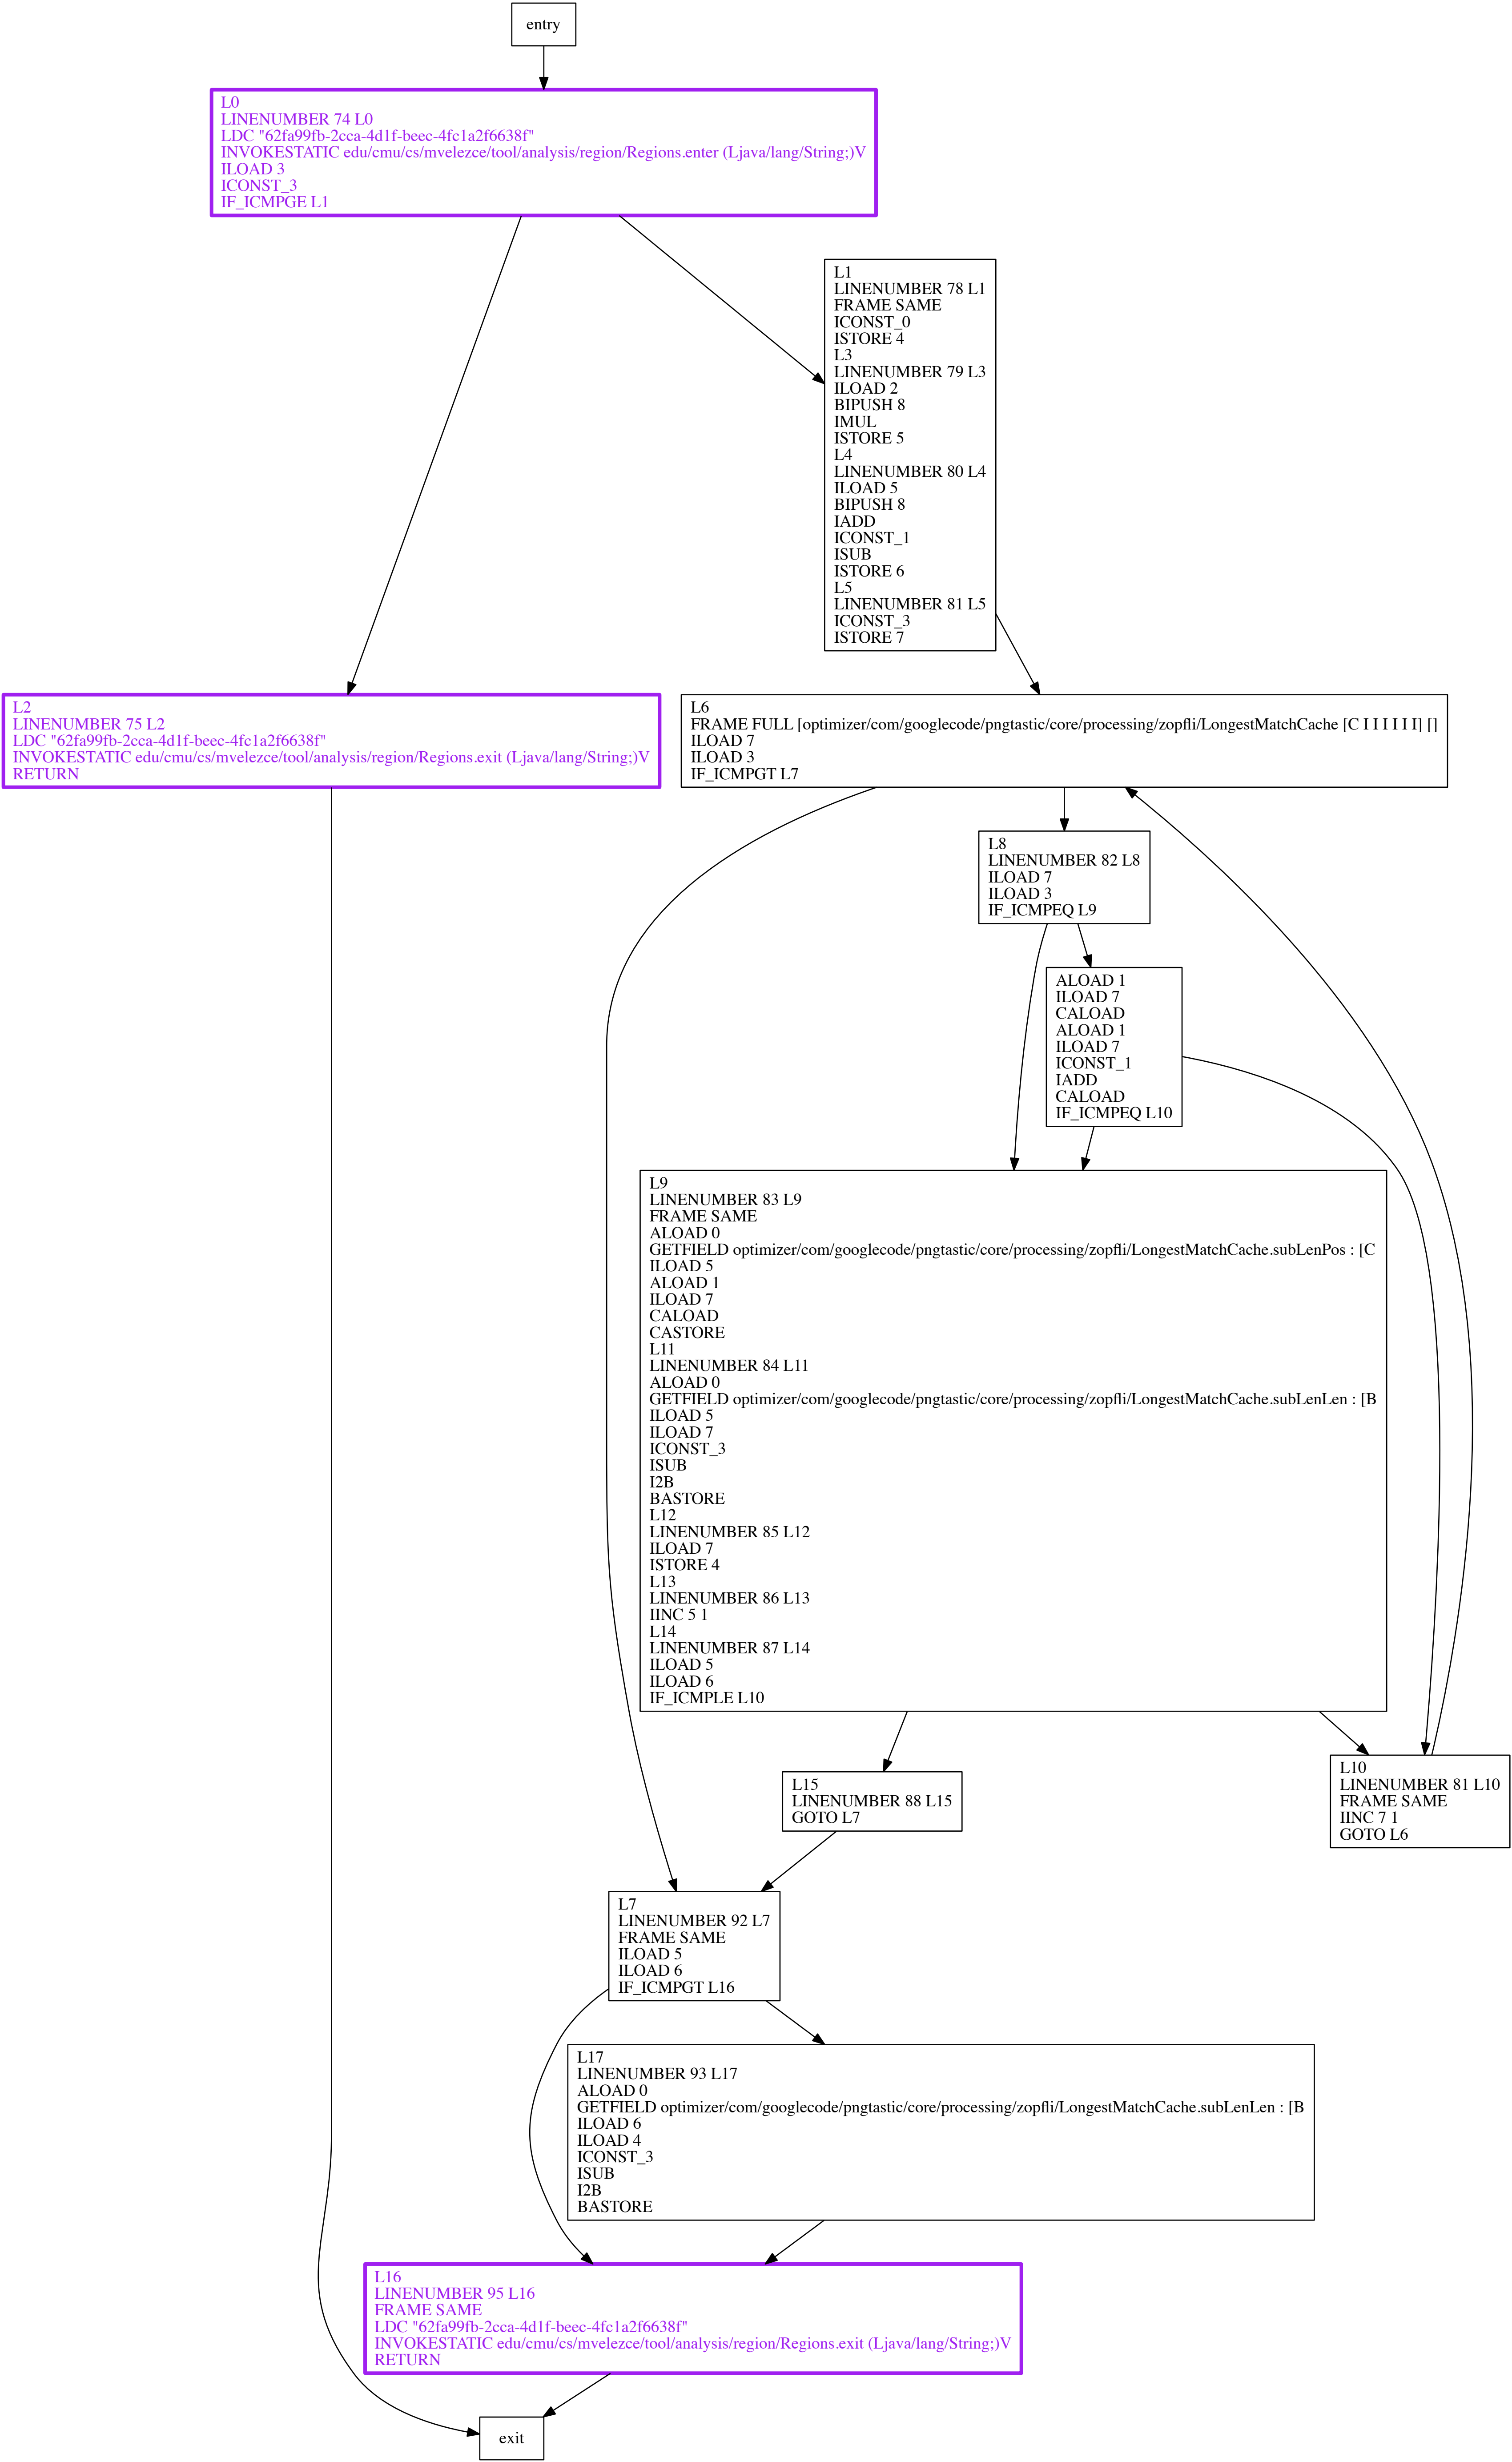 entry
L0
LINENUMBER 74 L0
LDC "62fa99fb-2cca-4d1f-beec-4fc1a2f6638f"
INVOKESTATIC edu/cmu/cs/mvelezce/tool/analysis/region/Regions.enter (Ljava/lang/String;)V
ILOAD 3
ICONST_3
IF_ICMPGE L1
L1
LINENUMBER 78 L1
FRAME SAME
ICONST_0
ISTORE 4
L3
LINENUMBER 79 L3
ILOAD 2
BIPUSH 8
IMUL
ISTORE 5
L4
LINENUMBER 80 L4
ILOAD 5
BIPUSH 8
IADD
ICONST_1
ISUB
ISTORE 6
L5
LINENUMBER 81 L5
ICONST_3
ISTORE 7
L2
LINENUMBER 75 L2
LDC "62fa99fb-2cca-4d1f-beec-4fc1a2f6638f"
INVOKESTATIC edu/cmu/cs/mvelezce/tool/analysis/region/Regions.exit (Ljava/lang/String;)V
RETURN
L6
FRAME FULL [optimizer/com/googlecode/pngtastic/core/processing/zopfli/LongestMatchCache [C I I I I I I] []
ILOAD 7
ILOAD 3
IF_ICMPGT L7
L8
LINENUMBER 82 L8
ILOAD 7
ILOAD 3
IF_ICMPEQ L9
ALOAD 1
ILOAD 7
CALOAD
ALOAD 1
ILOAD 7
ICONST_1
IADD
CALOAD
IF_ICMPEQ L10
L9
LINENUMBER 83 L9
FRAME SAME
ALOAD 0
GETFIELD optimizer/com/googlecode/pngtastic/core/processing/zopfli/LongestMatchCache.subLenPos : [C
ILOAD 5
ALOAD 1
ILOAD 7
CALOAD
CASTORE
L11
LINENUMBER 84 L11
ALOAD 0
GETFIELD optimizer/com/googlecode/pngtastic/core/processing/zopfli/LongestMatchCache.subLenLen : [B
ILOAD 5
ILOAD 7
ICONST_3
ISUB
I2B
BASTORE
L12
LINENUMBER 85 L12
ILOAD 7
ISTORE 4
L13
LINENUMBER 86 L13
IINC 5 1
L14
LINENUMBER 87 L14
ILOAD 5
ILOAD 6
IF_ICMPLE L10
L15
LINENUMBER 88 L15
GOTO L7
L10
LINENUMBER 81 L10
FRAME SAME
IINC 7 1
GOTO L6
L7
LINENUMBER 92 L7
FRAME SAME
ILOAD 5
ILOAD 6
IF_ICMPGT L16
L17
LINENUMBER 93 L17
ALOAD 0
GETFIELD optimizer/com/googlecode/pngtastic/core/processing/zopfli/LongestMatchCache.subLenLen : [B
ILOAD 6
ILOAD 4
ICONST_3
ISUB
I2B
BASTORE
L16
LINENUMBER 95 L16
FRAME SAME
LDC "62fa99fb-2cca-4d1f-beec-4fc1a2f6638f"
INVOKESTATIC edu/cmu/cs/mvelezce/tool/analysis/region/Regions.exit (Ljava/lang/String;)V
RETURN
exit